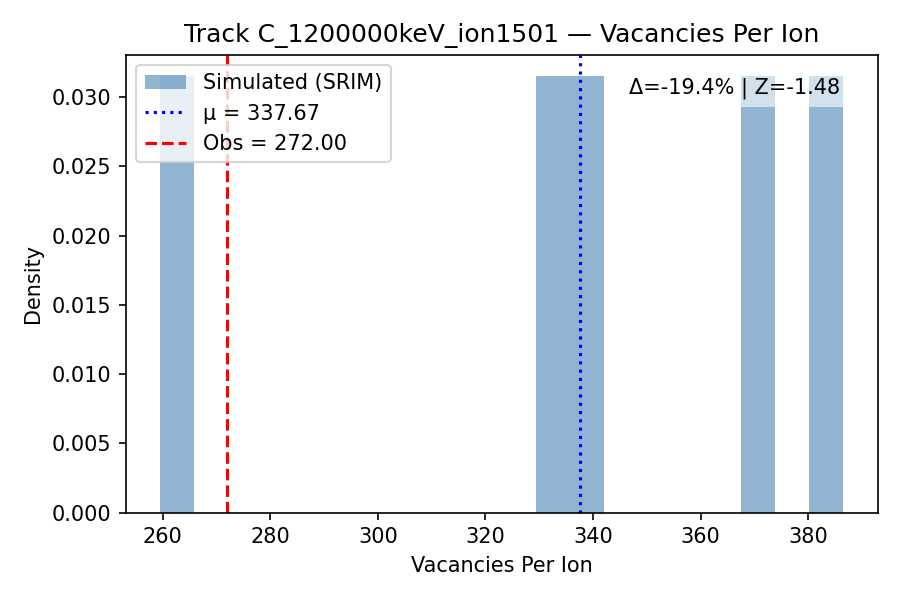 Track C_1200000keV_ion1501 — Vacancies Per Ion
Simulated (SRIM)
μ = 337.67
Obs = 272.00
Δ=-19.4% | Z=-1.48
Density
0.030
0.025
0.020
0.015
0.010
0.005
0.000
260 280 300 320 340 360 380
Vacancies Per Ion